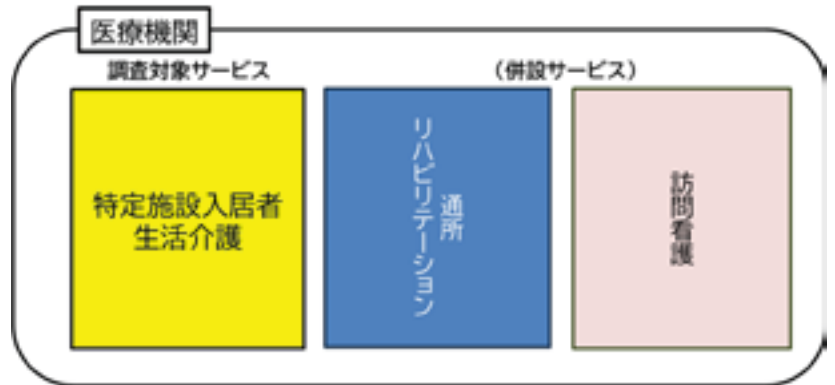 医療機関
調査対象サービス
（併設サービス）
特定施設入居者
生活介護
通所
リハビリテーション
訪問看護